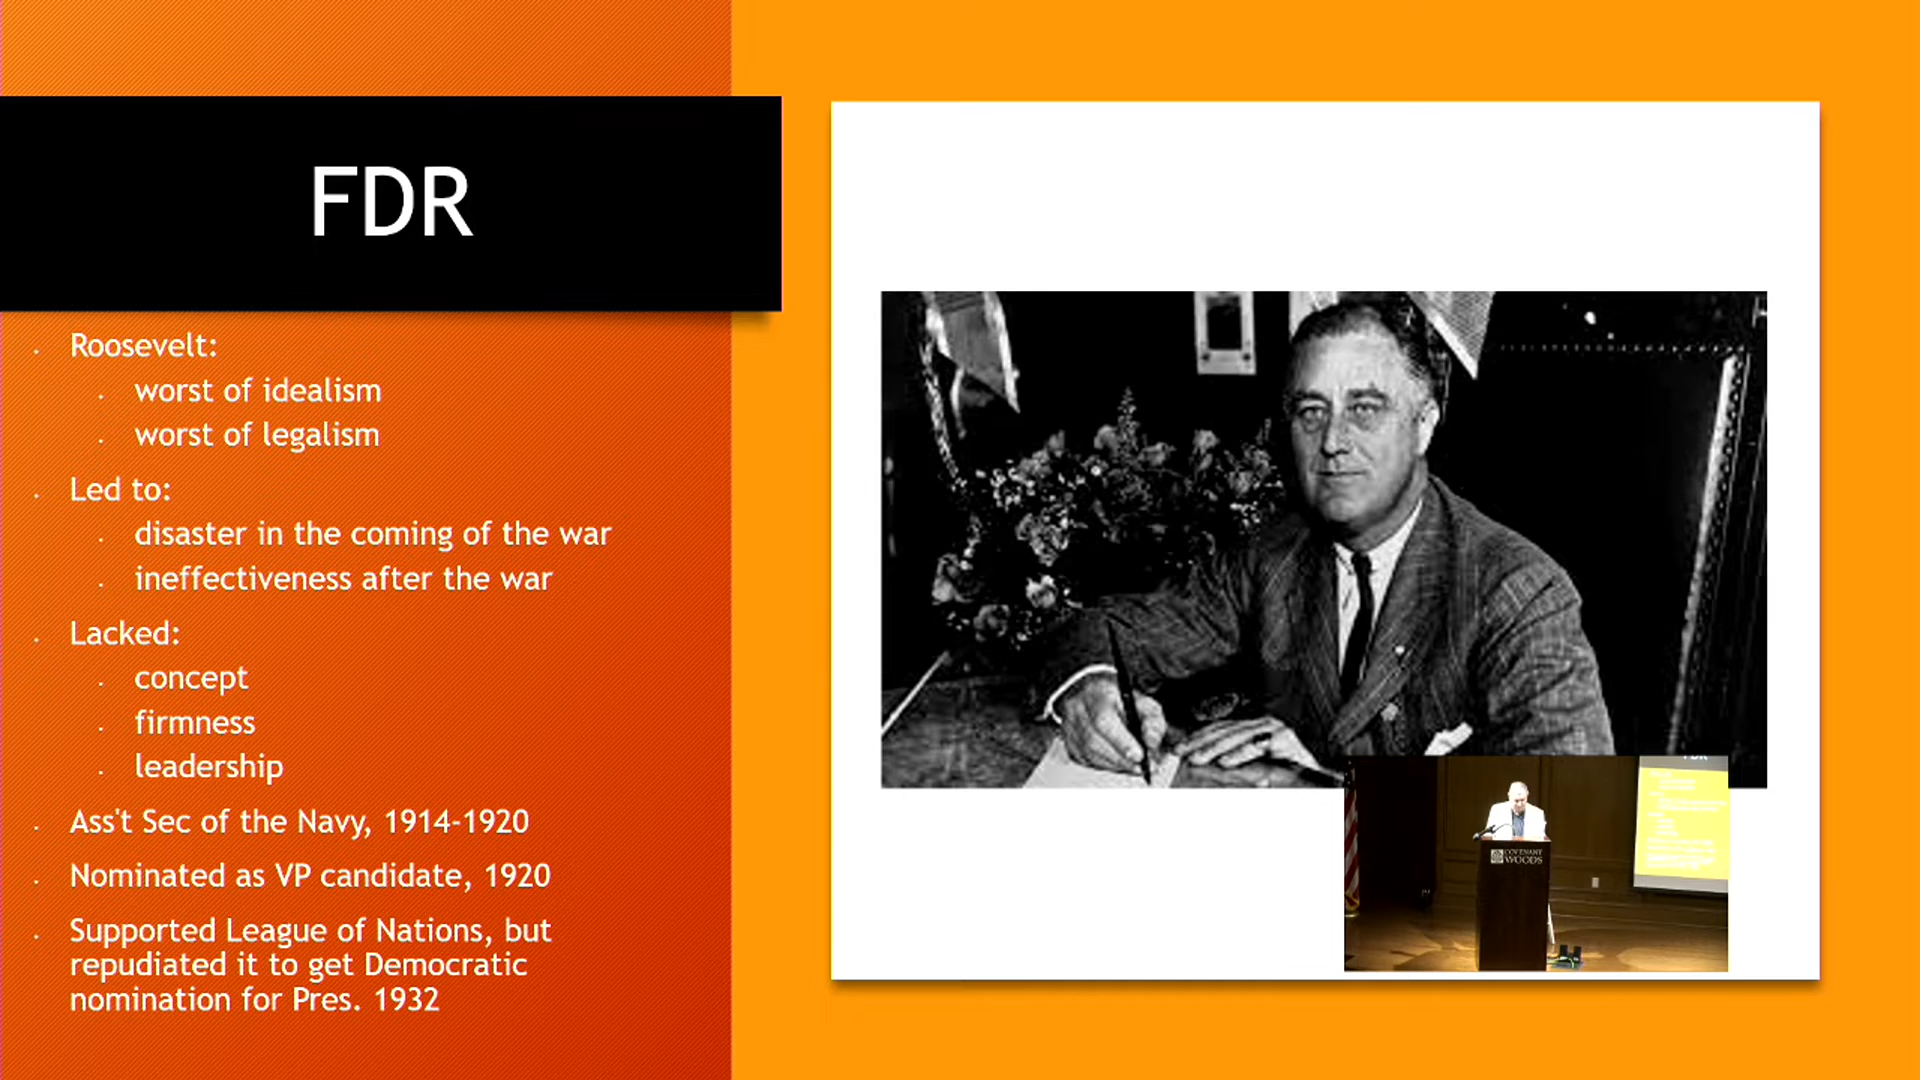 FDR
Roosevelt:
worst of idealism
worst of legalism
Led to:
disaster in the coming of the war
ineffectiveness after the war
Lacked:
concept
firmness
leadership
Ass't Sec of the Navy, 1914-1920
Nominated as VP candidate, 1920
Supported League of Nations, but
repudiated it to get Democratic
nomination for Pres. 1932
FDR
COVENANT
WOODS